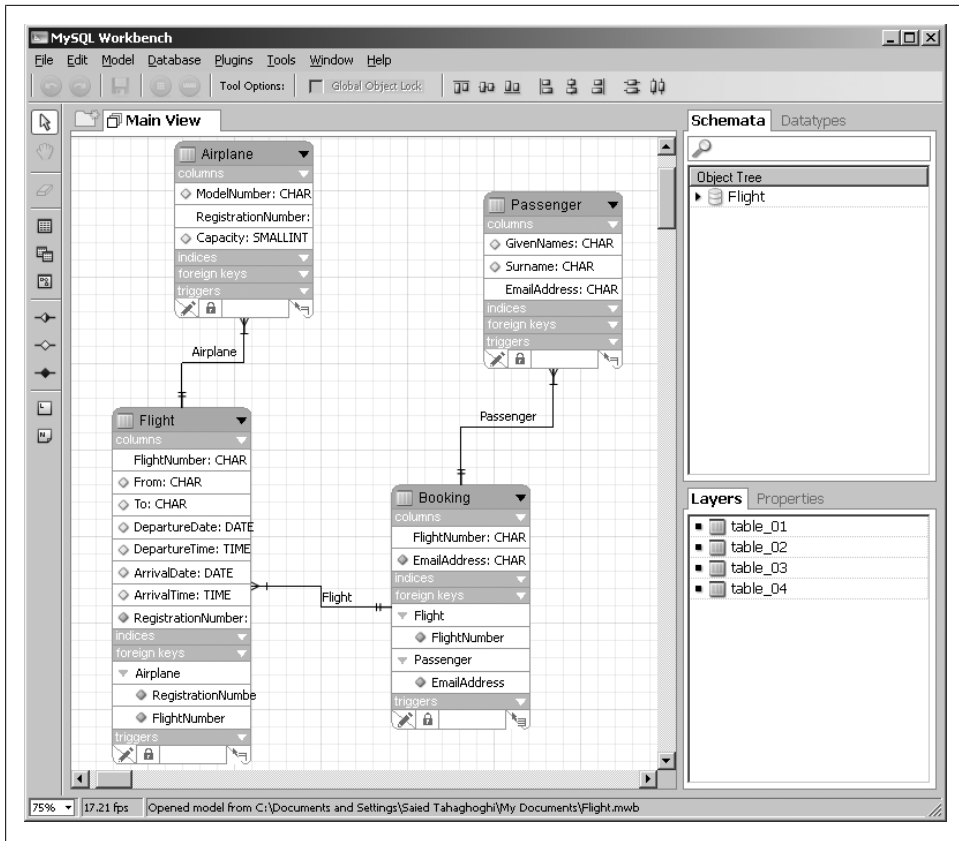 MySQL Workbench
File Edit Model Database Plugins Tools Window Help
Tool Options: Global Object Lock
Main View
Airplane
columns
ModelNumber: CHAR
RegistrationNumber:
Capacity: SMALLINT
indices
foreign keys
triggers
Airplane
Flight
columns
FlightNumber: CHAR
From: CHAR
To: CHAR
DepartureDate: DATE
DepartureTime: TIME
ArrivalDate: DATE
ArrivalTime: TIME
RegistrationNumber:
indices
foreign keys
Airplane
RegistrationNumbe
FlightNumber
triggers
Flight
Passenger
columns
GivenNames: CHAR
Surname: CHAR
EmailAddress: CHAR
indices
foreign keys
triggers
Passenger
Booking
columns
FlightNumber: CHAR
EmailAddress: CHAR
indices
foreign keys
Flight
FlightNumber
Passenger
EmailAddress
triggers
Schemata Datatypes
Object Tree
Flight
Layers Properties
table_01
table_02
table_03
table_04
75% 17.21 fps Opened model from C:\Documents and Settings\Saied Tahaghoghi\My Documents\Flight.mwb